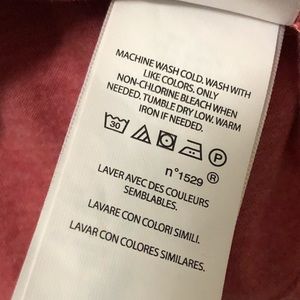 MACHINE WASH COLD. WASH WITH
LIKE COLORS. ONLY
NON-CHLORINE BLEACH WHEN
NEEDED. TUMBLE DRY LOW. WARM
IRON IF NEEDED.
30 P
n°1529 ®
LAVER AVEC DES COULEURS
SEMBLABLES.
LAVARE CON COLORI SIMILI.
LAVAR CON COLORES SIMILARES.